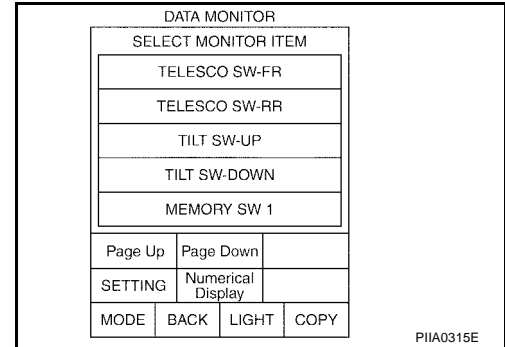 DATA MONITOR
SELECT MONITOR ITEM
TELESCO SW-FR
TELESCO SW-RR
TILT SW-UP
TILT SW-DOWN
MEMORY SW 1
Page Up Page Down
SETTING Numerical Display
MODE BACK LIGHT COPY
PIIA0315E